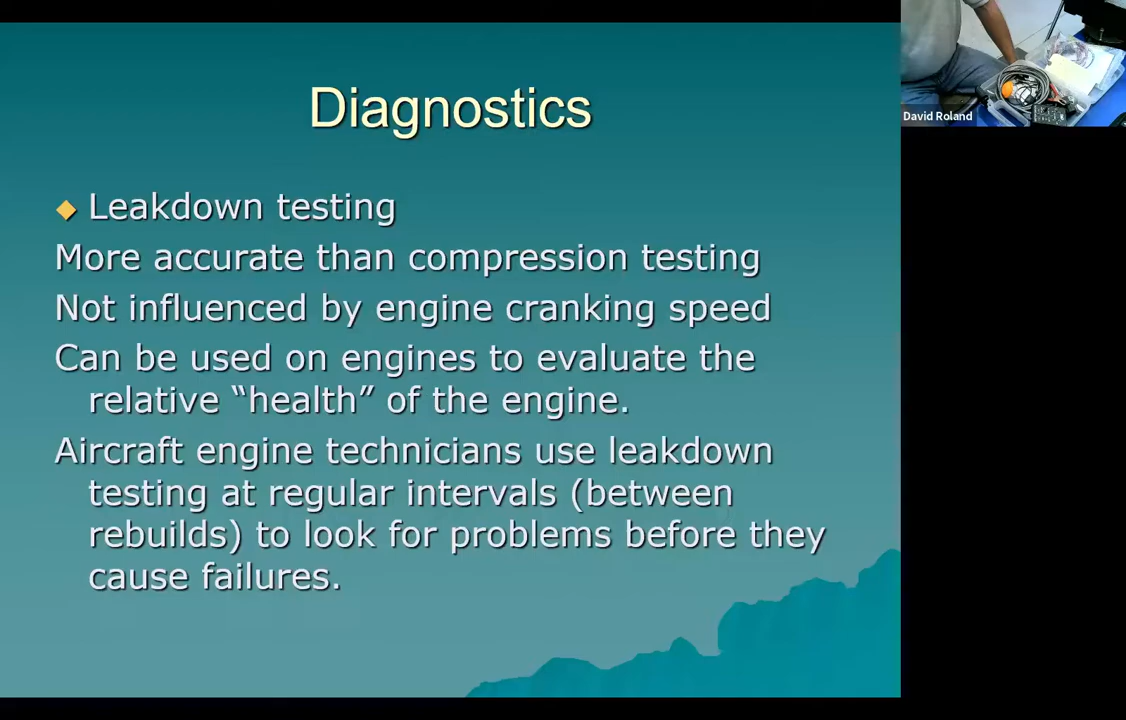 Diagnostics
David Roland
Leakdown testing
More accurate than compression testing
Not influenced by engine cranking speed
Can be used on engines to evaluate the
relative “health” of the engine.
Aircraft engine technicians use leakdown
testing at regular intervals (between
rebuilds) to look for problems before they
cause failures.